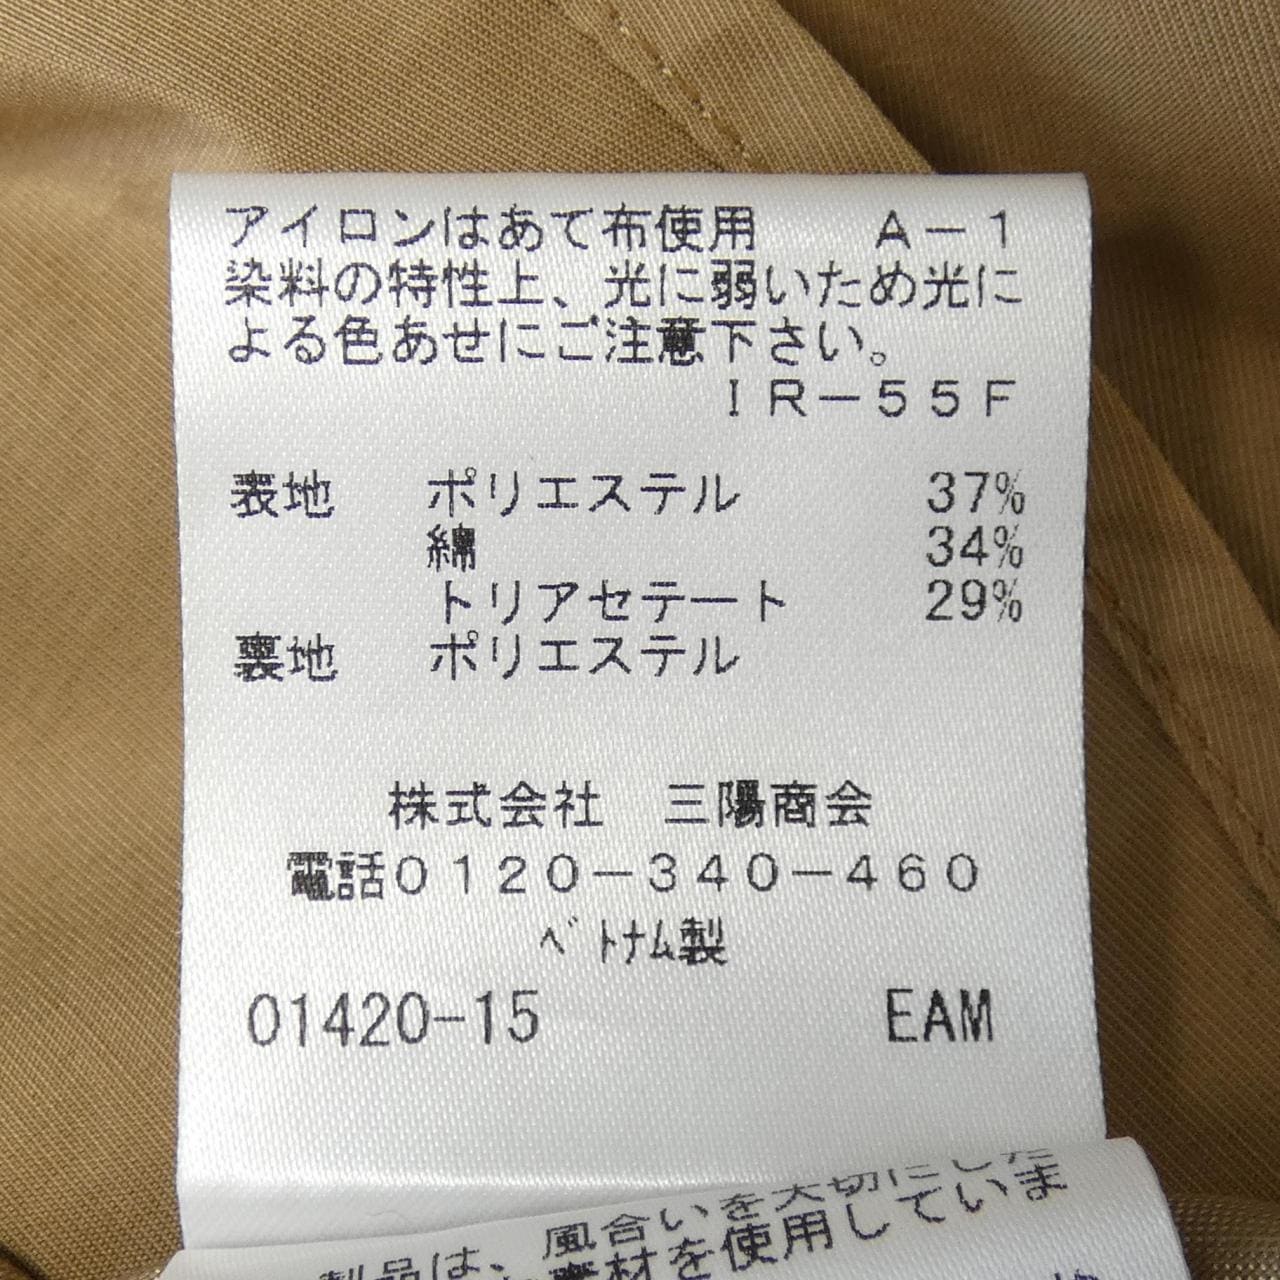 アイロンはあて布使用　A－1
染料の特性上、光に弱いため光に
よる色あせにご注意下さい。
IR－55F
表地　ポリエステル　37%
綿　34%
トリアセテート　29%
裏地　ポリエステル
株式会社　三陽商会
電話0120－340－460
ﾍﾞﾄﾅﾑ製
01420-15　EAM
製品は、風合いを大切にした
素材を使用していま